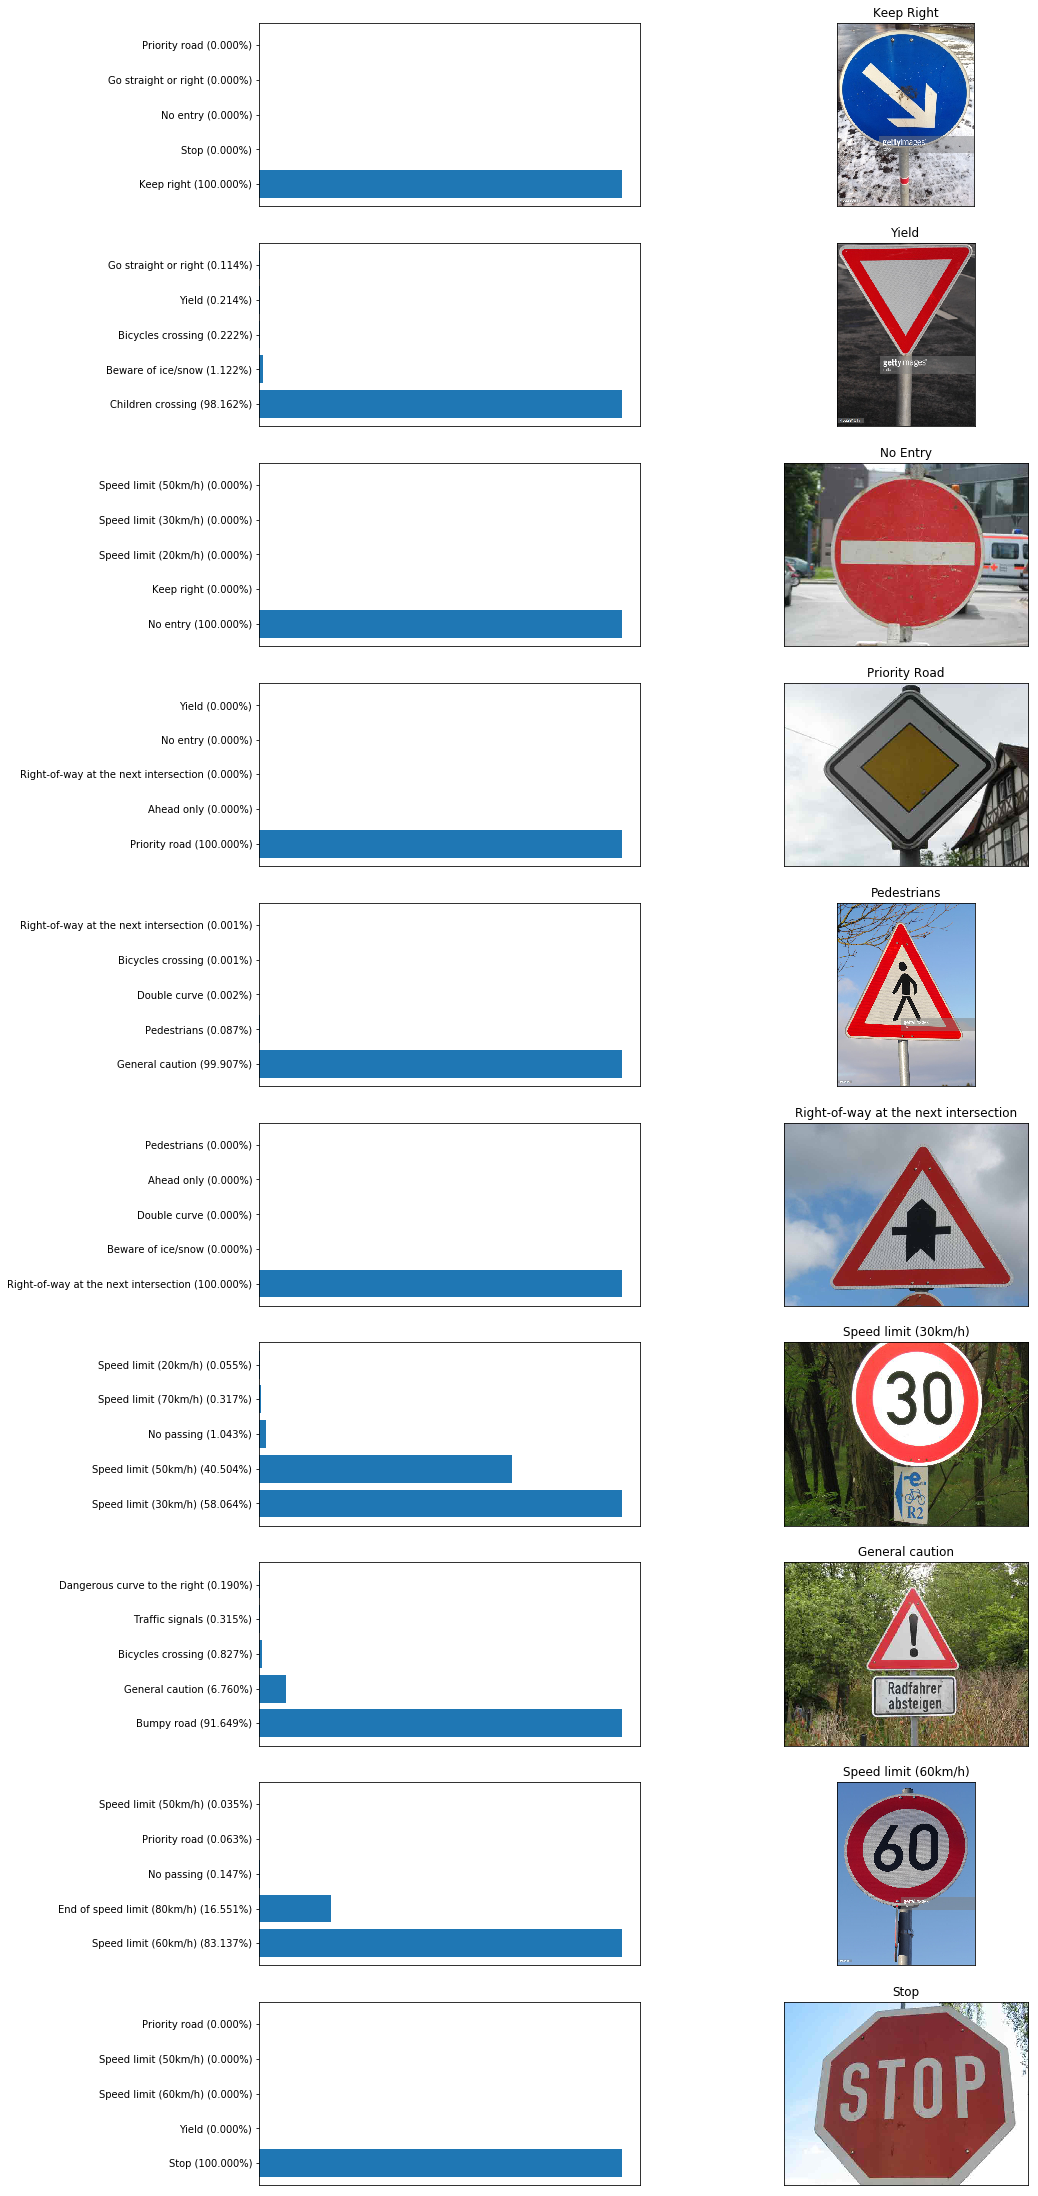 Keep Right
Priority road (0.000%)
Go straight or right (0.000%)
No entry (0.000%)
Stop (0.000%)
Keep right (100.000%)
gettyimages
Yield
Go straight or right (0.114%)
Yield (0.214%)
Bicycles crossing (0.222%)
Beware of ice/snow (1.122%)
Children crossing (98.162%)
gettyimages
No Entry
Speed limit (50km/h) (0.000%)
Speed limit (30km/h) (0.000%)
Speed limit (20km/h) (0.000%)
Keep right (0.000%)
No entry (100.000%)
Priority Road
Yield (0.000%)
No entry (0.000%)
Right-of-way at the next intersection (0.000%)
Ahead only (0.000%)
Priority road (100.000%)
Pedestrians
Right-of-way at the next intersection (0.001%)
Bicycles crossing (0.001%)
Double curve (0.002%)
Pedestrians (0.087%)
General caution (99.907%)
Right-of-way at the next intersection
Pedestrians (0.000%)
Ahead only (0.000%)
Double curve (0.000%)
Beware of ice/snow (0.000%)
Right-of-way at the next intersection (100.000%)
Speed limit (30km/h)
Speed limit (20km/h) (0.055%)
Speed limit (70km/h) (0.317%)
No passing (1.043%)
Speed limit (50km/h) (40.504%)
Speed limit (30km/h) (58.064%)
30
R2
General caution
Dangerous curve to the right (0.190%)
Traffic signals (0.315%)
Bicycles crossing (0.827%)
General caution (6.760%)
Bumpy road (91.649%)
!
Radfahrer
absteigen
Speed limit (60km/h)
Speed limit (50km/h) (0.035%)
Priority road (0.063%)
No passing (0.147%)
End of speed limit (80km/h) (16.551%)
Speed limit (60km/h) (83.137%)
60
Stop
Priority road (0.000%)
Speed limit (50km/h) (0.000%)
Speed limit (60km/h) (0.000%)
Yield (0.000%)
Stop (100.000%)
STOP